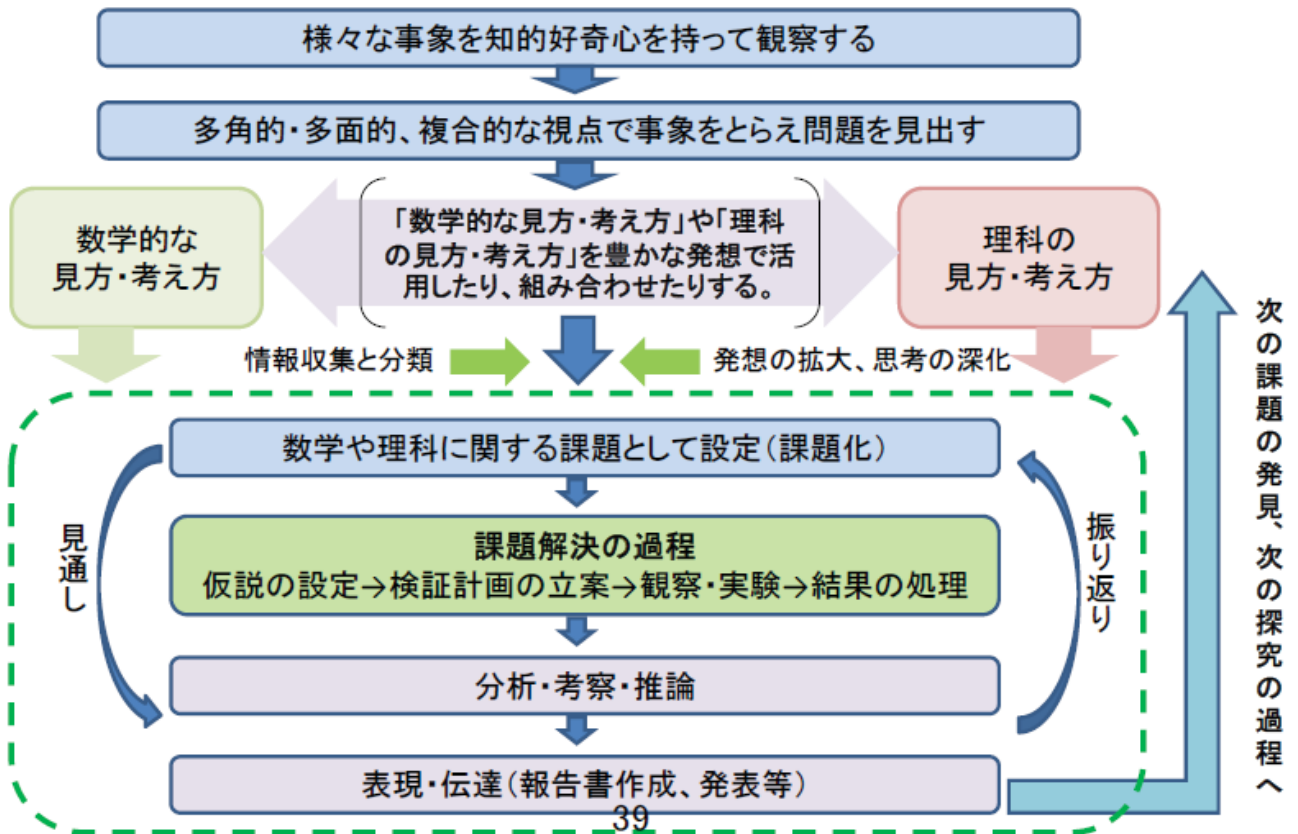 様々な事象を知的好奇心を持って観察する
多角的・多面的、複合的な視点で事象をとらえ問題を見出す
数学的な
見方・考え方
「数学的な見方・考え方」や「理科
の見方・考え方」を豊かな発想で活
用したり、組み合わせたりする。
理科の
見方・考え方
情報収集と分類
発想の拡大、思考の深化
数学や理科に関する課題として設定(課題化)
見通し
課題解決の過程
仮説の設定→検証計画の立案→観察・実験→結果の処理
振り返り
分析・考察・推論
表現・伝達(報告書作成、発表等)
次の課題の発見、次の探究の過程へ
39